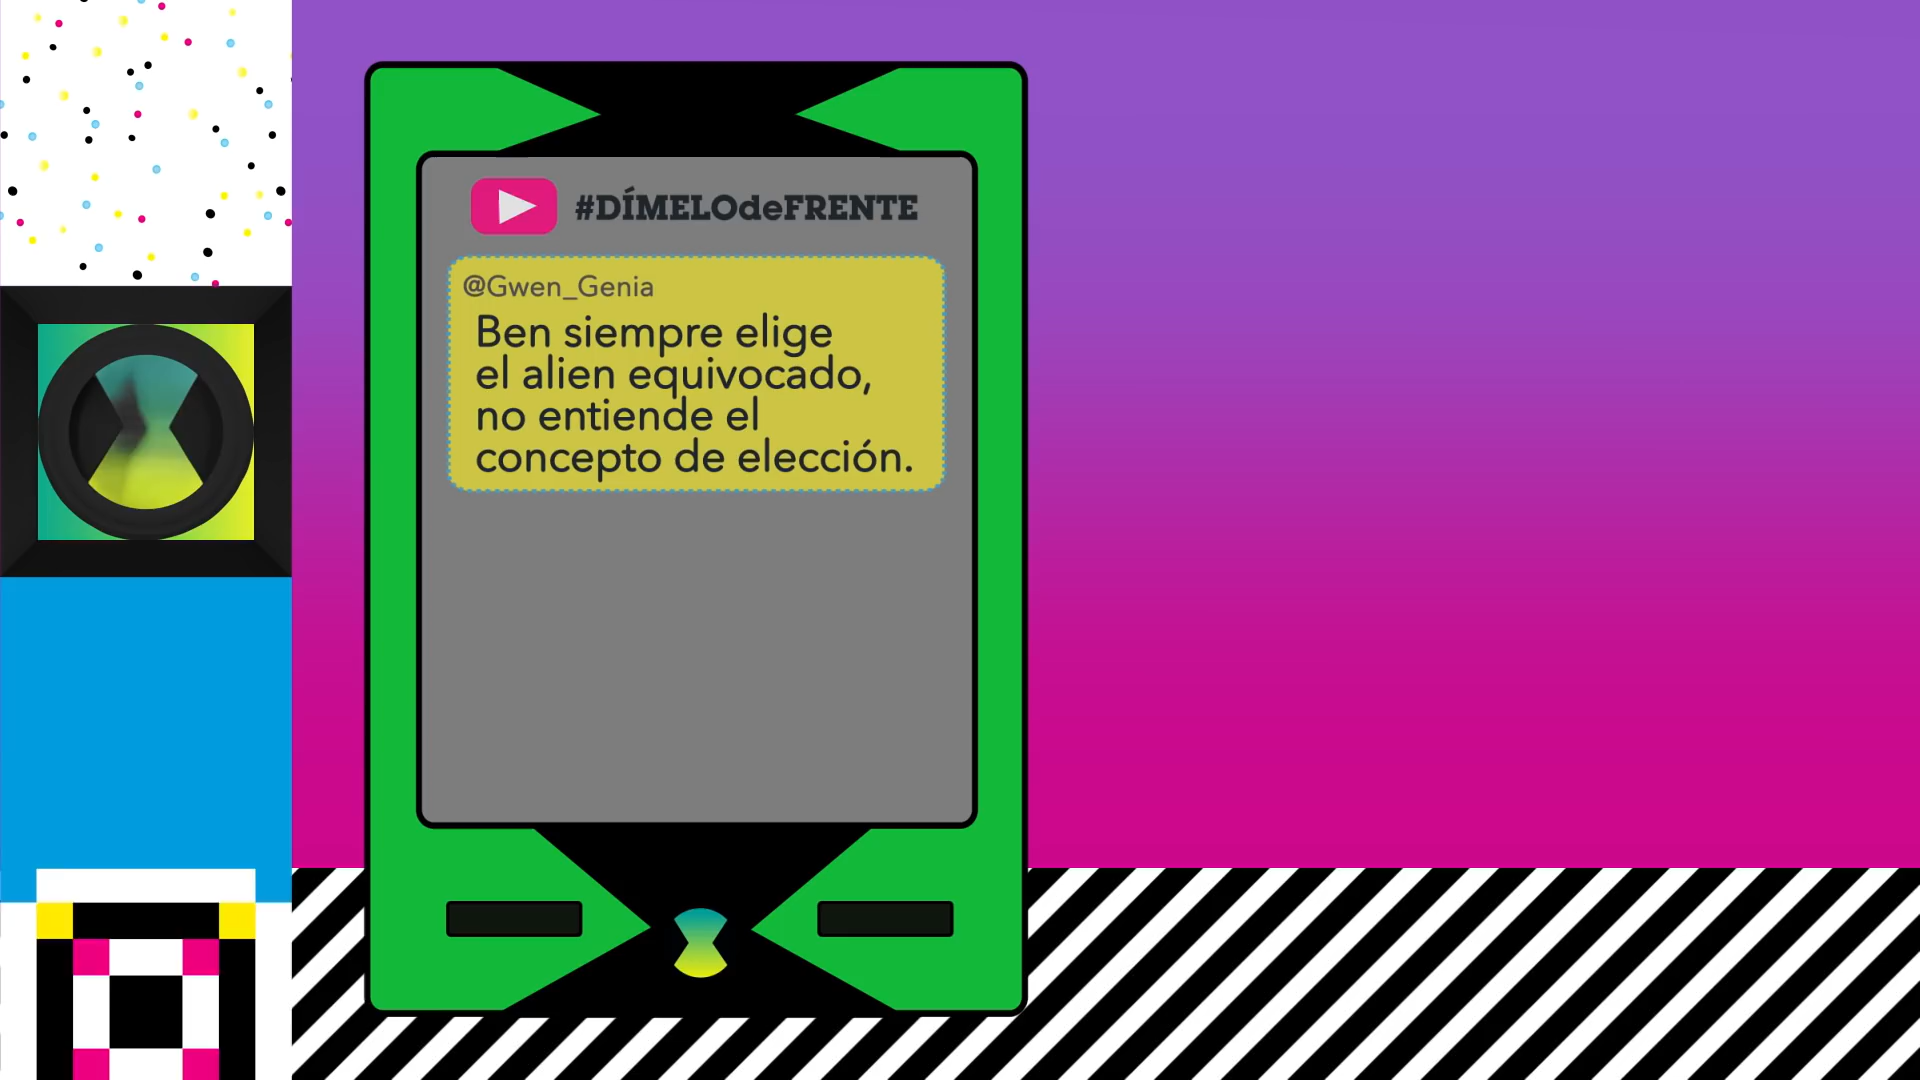 #DÍMELOdeFRENTE
@Gwen_Genia
Ben siempre elige
el alien equivocado,
no entiende el
concepto de elección.